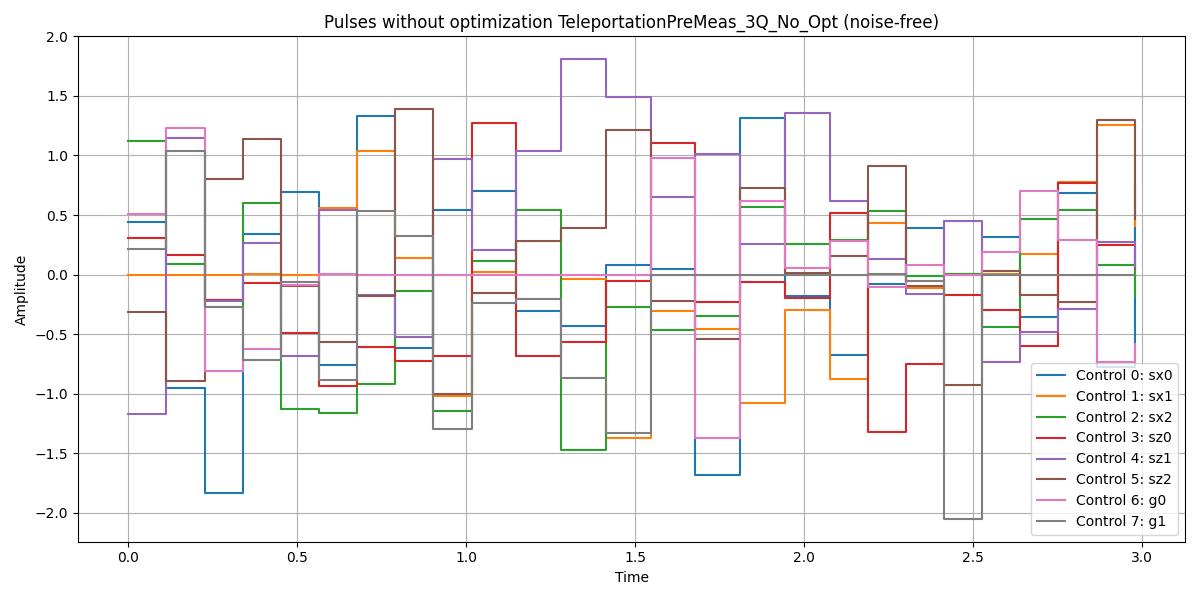 Pulses without optimization TeleportationPreMeas_3Q_No_Opt (noise-free)
2.0
1.5
1.0
0.5
0.0
−0.5
−1.0
−1.5
−2.0
Amplitude
0.0 0.5 1.0 1.5 2.0 2.5 3.0
Time
Control 0: sx0
Control 1: sx1
Control 2: sx2
Control 3: sz0
Control 4: sz1
Control 5: sz2
Control 6: g0
Control 7: g1